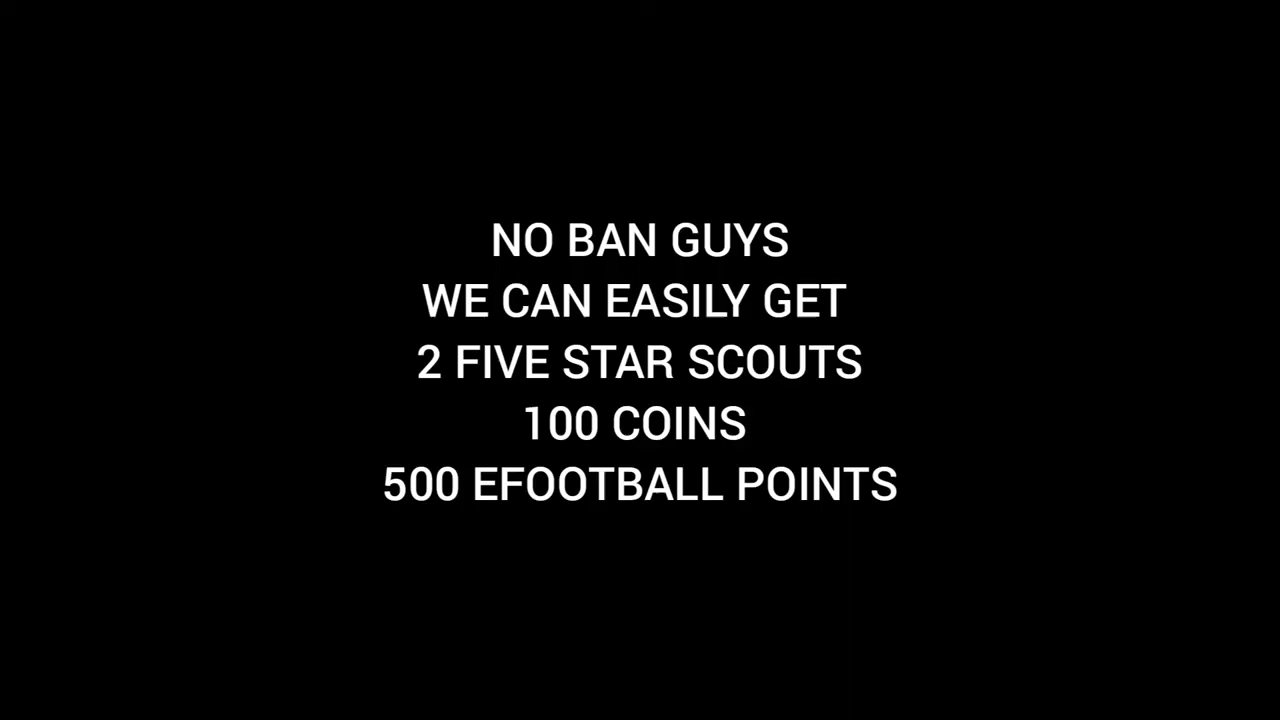 NO BAN GUYS
WE CAN EASILY GET
2 FIVE STAR SCOUTS
100 COINS
500 EFOOTBALL POINTS